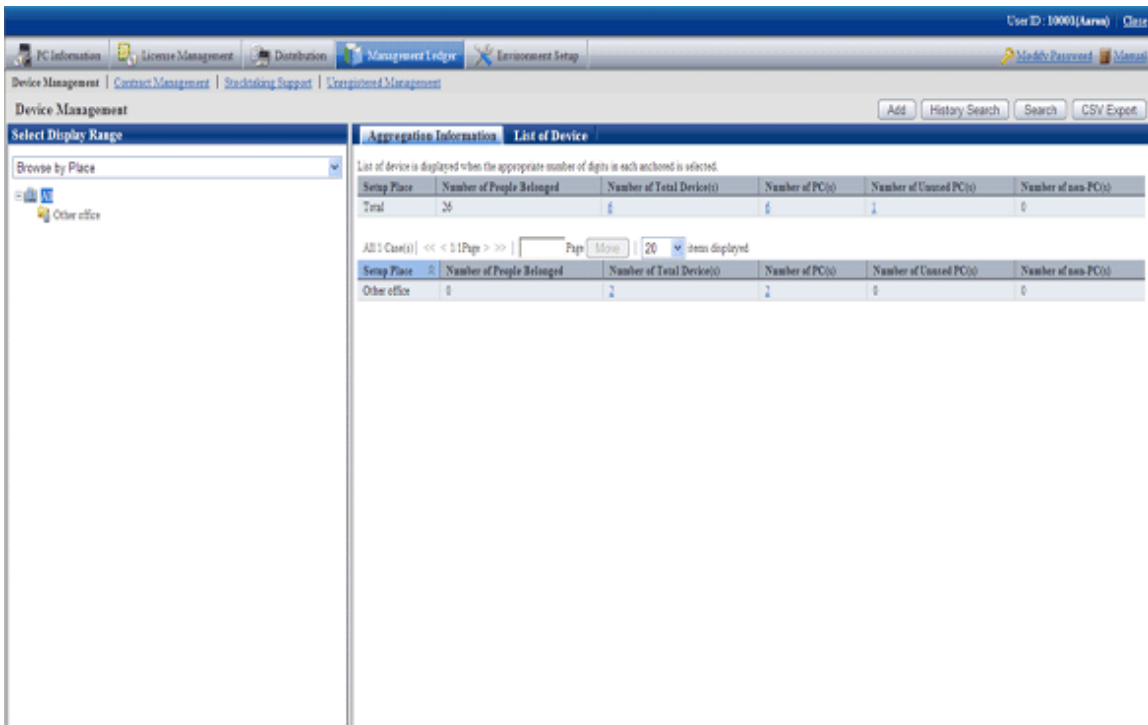 User ID : 10001(Aaron) Close
PC Information License Management Distribution Management Ledger Environment Setup Modify Password Manual
Device Management | Contract Management | Stocktaking Support | Unregistered Management
Device Management Add History Search Search CSV Export
Select Display Range Aggregation Information List of Device
Browse by Place List of device is displayed when the appropriate number of digits in each anchored is selected.
All Setup Place Number of People Belonged Number of Total Device(s) Number of PC(s) Number of Unused PC(s) Number of non-PC(s)
Other office Total 26 6 6 1 0
All 1 Case(s)| << < 1/1Page > >> | Page Move | 20 items displayed
Setup Place Number of People Belonged Number of Total Device(s) Number of PC(s) Number of Unused PC(s) Number of non-PC(s)
Other office 0 2 2 0 0